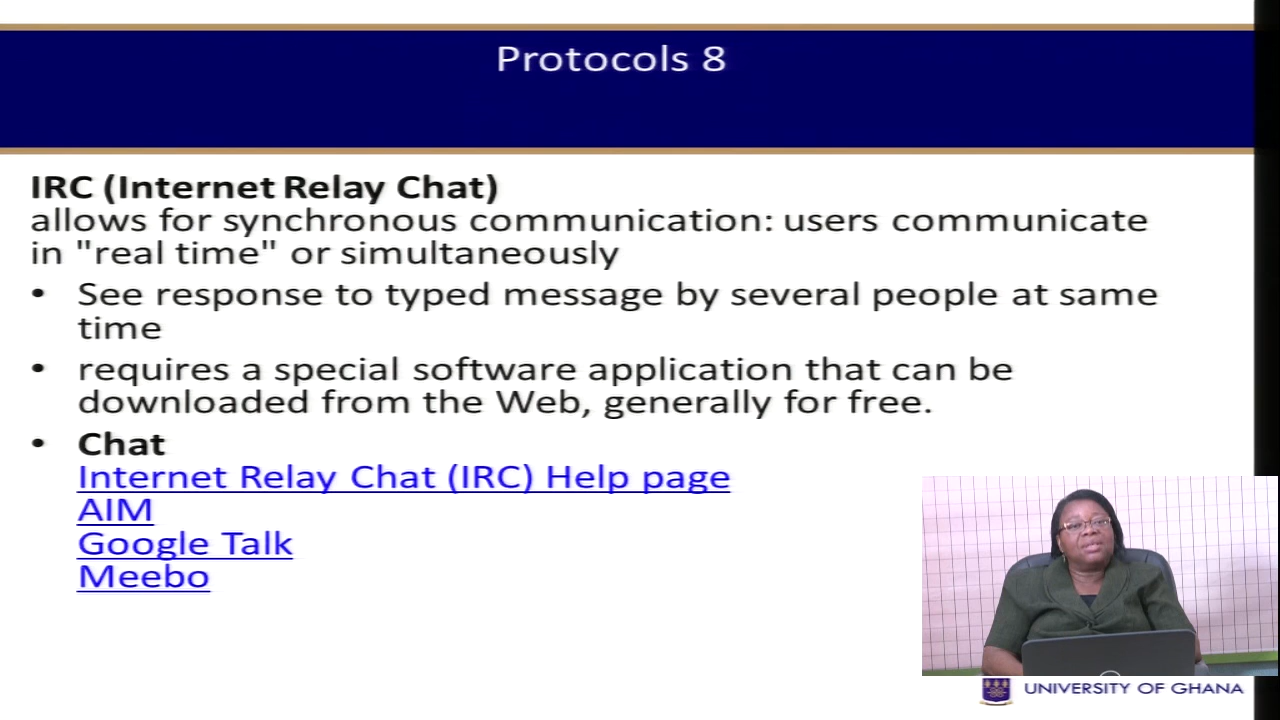 Protocols 8
IRC (Internet Relay Chat)
allows for synchronous communication: users communicate
in "real time" or simultaneously
• See response to typed message by several people at same
time
• requires a special software application that can be
downloaded from the Web, generally for free.
• Chat
Internet Relay Chat (IRC) Help page
AIM
Google Talk
Meebo
UNIVERSITY OF GHANA